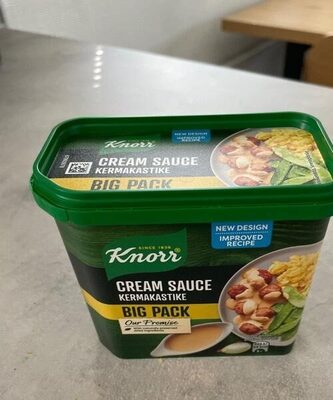 Knorr
NEW DESIGN
IMPROVED RECIPE
CREAM SAUCE
KERMAKASTIKE
BIG PACK
SINCE 1838
Knorr
NEW DESIGN
IMPROVED
RECIPE
CREAM SAUCE
KERMAKASTIKE
BIG PACK
Our Promise